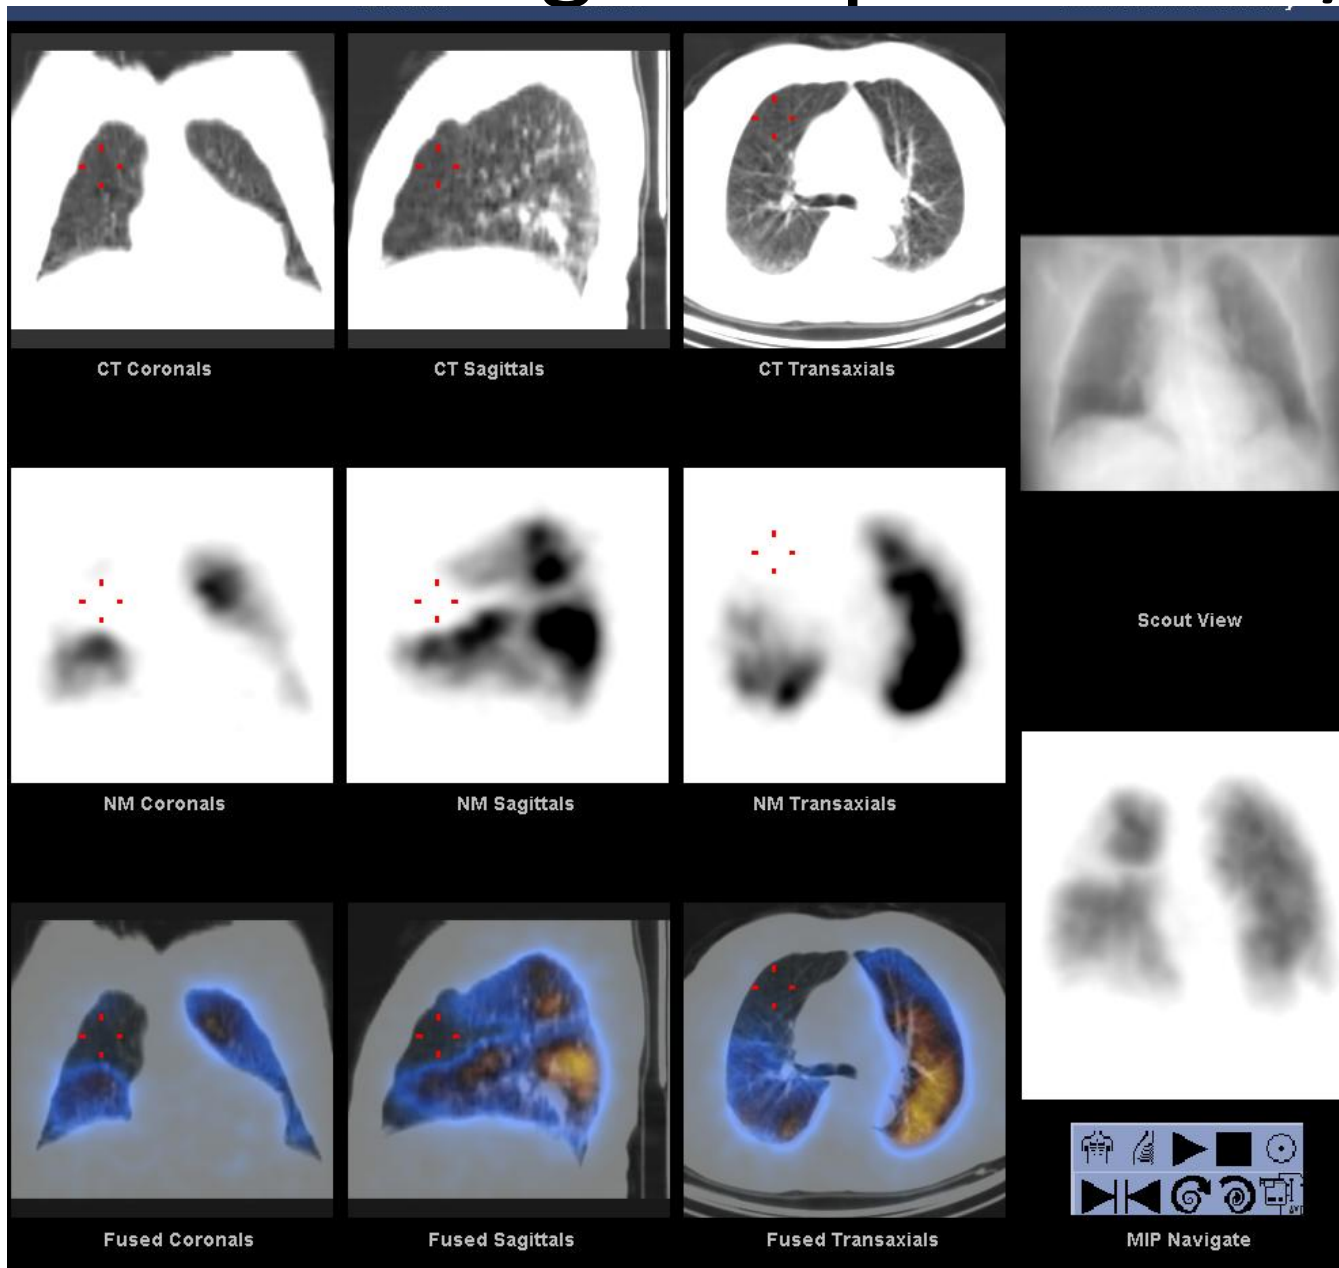 CT Coronals
CT Sagittals
CT Transaxials
Scout View
NM Coronals
NM Sagittals
NM Transaxials
Fused Coronals
Fused Sagittals
Fused Transaxials
MIP Navigate